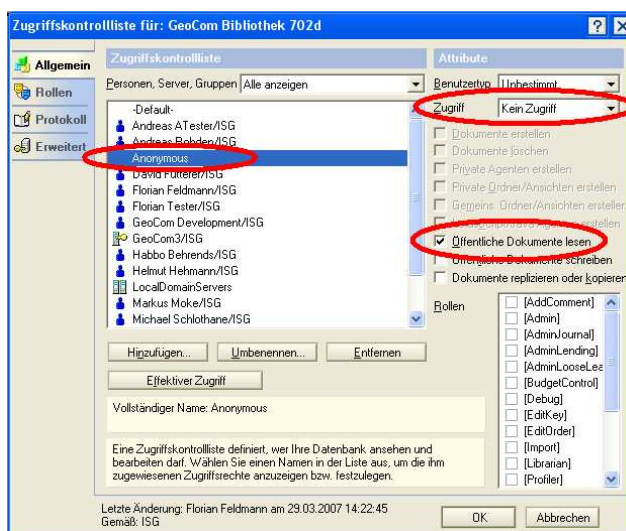 Zugriffskontrollliste für: GeoCom Bibliothek 702d
Allgemein
Rollen
Protokoll
Erweitert
Zugriffskontrollliste
Personen, Server, Gruppen Alle anzeigen
-Default-
Andreas ATester/ISG
Andreas Bohden/ISG
Anonymous
David Fütterer/ISG
Florian Feldmann/ISG
Florian Tester/ISG
GeoCom Development/ISG
GeoCom3/ISG
Habbo Behrends/ISG
Helmut Hehmann/ISG
LocalDomainServers
Markus Moke/ISG
Michael Schlothane/ISG
Hinzufügen...
Umbenennen...
Entfernen
Effektiver Zugriff
Vollständiger Name: Anonymous
Eine Zugriffskontrollliste definiert, wer Ihre Datenbank ansehen und
bearbeiten darf. Wählen Sie einen Namen in der Liste aus, um die ihm
zugewiesenen Zugriffsrechte anzuzeigen bzw. festzulegen.
Attribute
Benutzertyp Unbestimmt
Zugriff Kein Zugriff
Dokumente erstellen
Dokumente löschen
Private Agenten erstellen
Private Ordner/Ansichten erstellen
Gemeins. Ordner/Ansichten erstellen
erstellen
Öffentliche Dokumente lesen
Öffentliche Dokumente schreiben
Dokumente replizieren oder kopieren
Rollen
[AddComment]
[Admin]
[AdminJournal]
[AdminLending]
[AdminLooseLea
[BudgetControl]
[Debug]
[EditKey]
[EditOrder]
[Import]
[Librarian]
[Profiler]
Letzte Änderung: Florian Feldmann am 29.03.2007 14:22:45
Gemäß: ISG
OK
Abbrechen